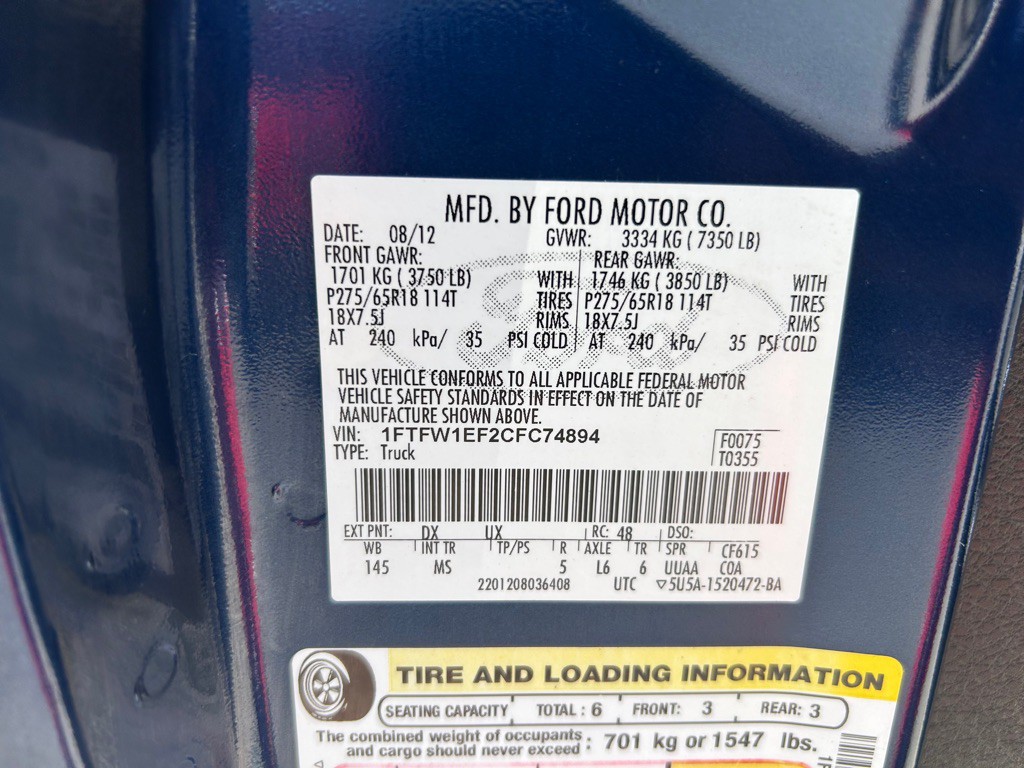 MFD. BY FORD MOTOR CO.
DATE: 08/12 GVWR: 3334 KG ( 7350 LB)
FRONT GAWR: REAR GAWR:
1701 KG ( 3750 LB) WITH 1746 KG ( 3850 LB) WITH
P275/65R18 114T TIRES P275/65R18 114T TIRES
18X7.5J RIMS 18X7.5J RIMS
AT 240 kPa/ 35 PSI COLD AT 240 kPa/ 35 PSI COLD
Ford
THIS VEHICLE CONFORMS TO ALL APPLICABLE FEDERAL MOTOR
VEHICLE SAFETY STANDARDS IN EFFECT ON THE DATE OF
MANUFACTURE SHOWN ABOVE.
VIN: 1FTFW1EF2CFC74894 F0075
TYPE: Truck T0355
EXT PNT: DX UX RC: 48 DSO:
WB INT TR TP/PS R AXLE TR SPR CF615
145 MS 5 L6 6 UUAA COA
2201208036408 UTC ▽5U5A-1520472-BA
TIRE AND LOADING INFORMATION
SEATING CAPACITY TOTAL : 6 FRONT: 3 REAR: 3
The combined weight of occupants
and cargo should never exceed : 701 kg or 1547 lbs.